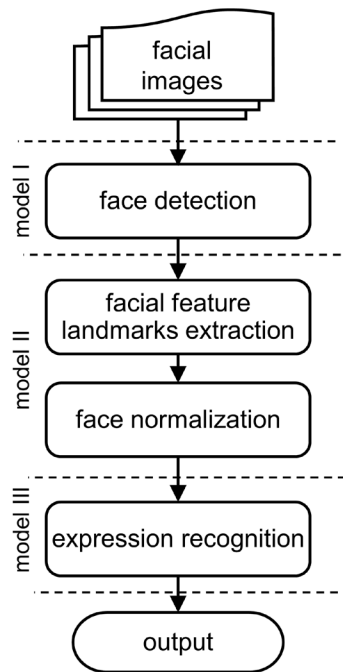 facial
images
model I
face detection
model II
facial feature
landmarks extraction
face normalization
model III
expression recognition
output